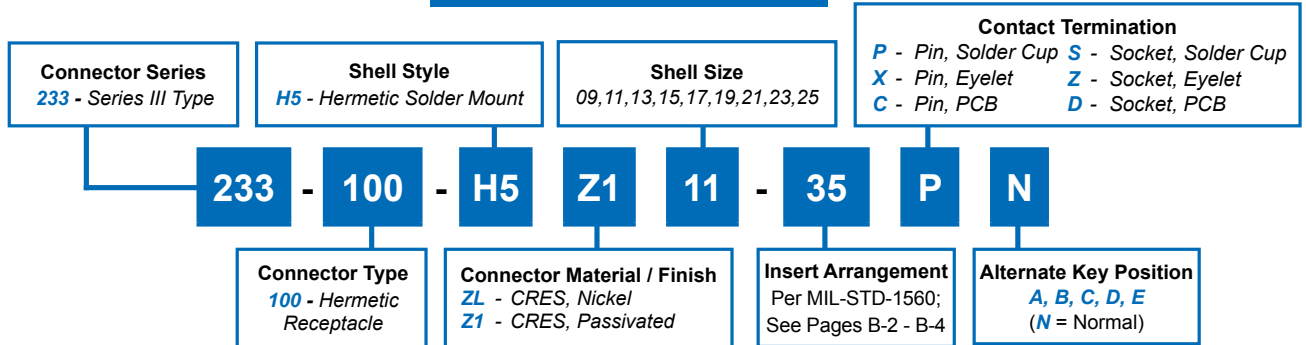 Contact Termination
P - Pin, Solder Cup S - Socket, Solder Cup
X - Pin, Eyelet Z - Socket, Eyelet
C - Pin, PCB D - Socket, PCB
Connector Series
233 - Series III Type
Shell Style
H5 - Hermetic Solder Mount
Shell Size
09,11,13,15,17,19,21,23,25
233 - 100 - H5 Z1 11 - 35 P N
Connector Type
100 - Hermetic
Receptacle
Connector Material / Finish
ZL - CRES, Nickel
Z1 - CRES, Passivated
Insert Arrangement
Per MIL-STD-1560;
See Pages B-2 - B-4
Alternate Key Position
A, B, C, D, E
(N = Normal)